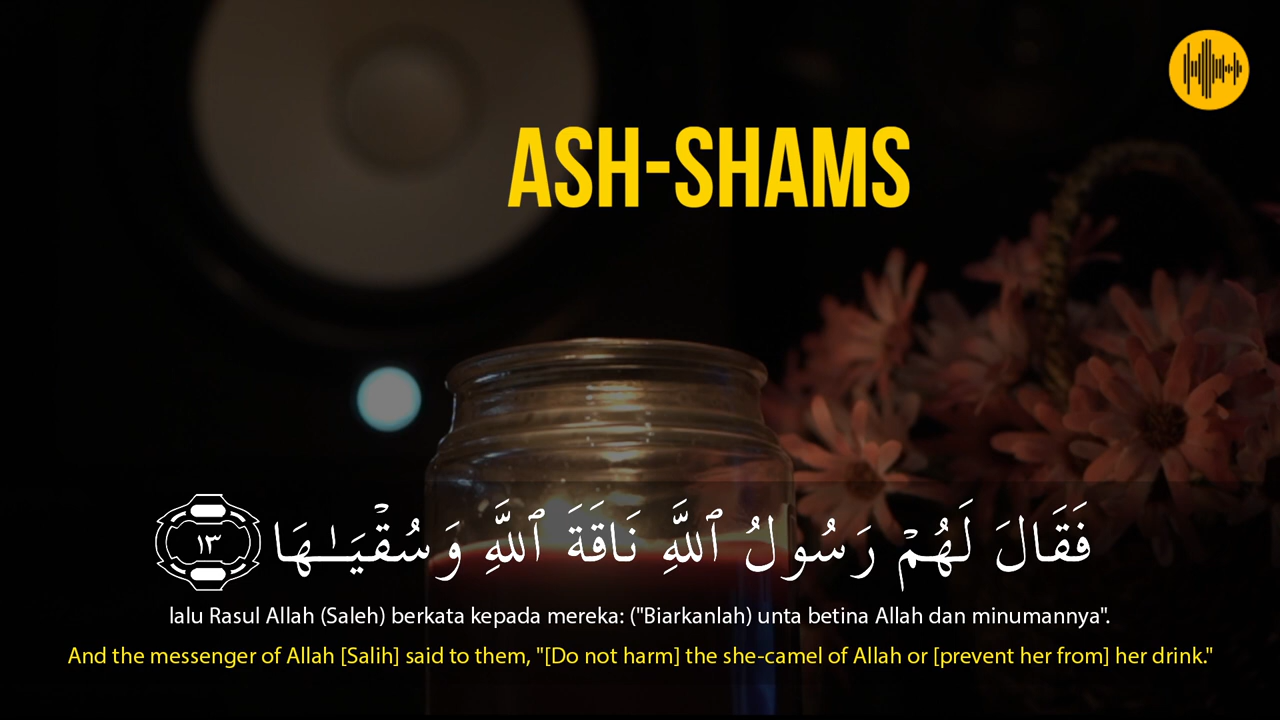 ASH-SHAMS
فَقَالَ لَهُمْ رَسُولُ ٱللَّهِ نَاقَةَ ٱللَّهِ وَسُقْيَـٰهَا ١٣
lalu Rasul Allah (Saleh) berkata kepada mereka: ("Biarkanlah) unta betina Allah dan minumannya".
And the messenger of Allah [Salih] said to them, "[Do not harm] the she-camel of Allah or [prevent her from] her drink."